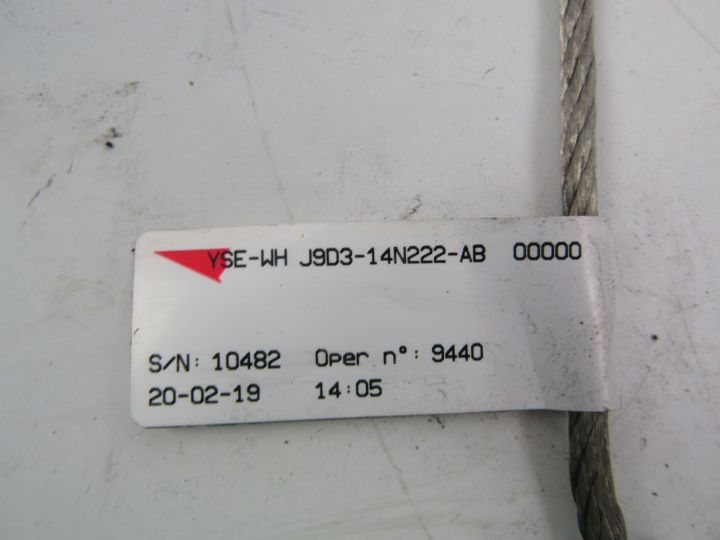 YSE-WH J9D3-14N222-AB 00000
S/N: 10482 Oper n°: 9440
20-02-19 14:05